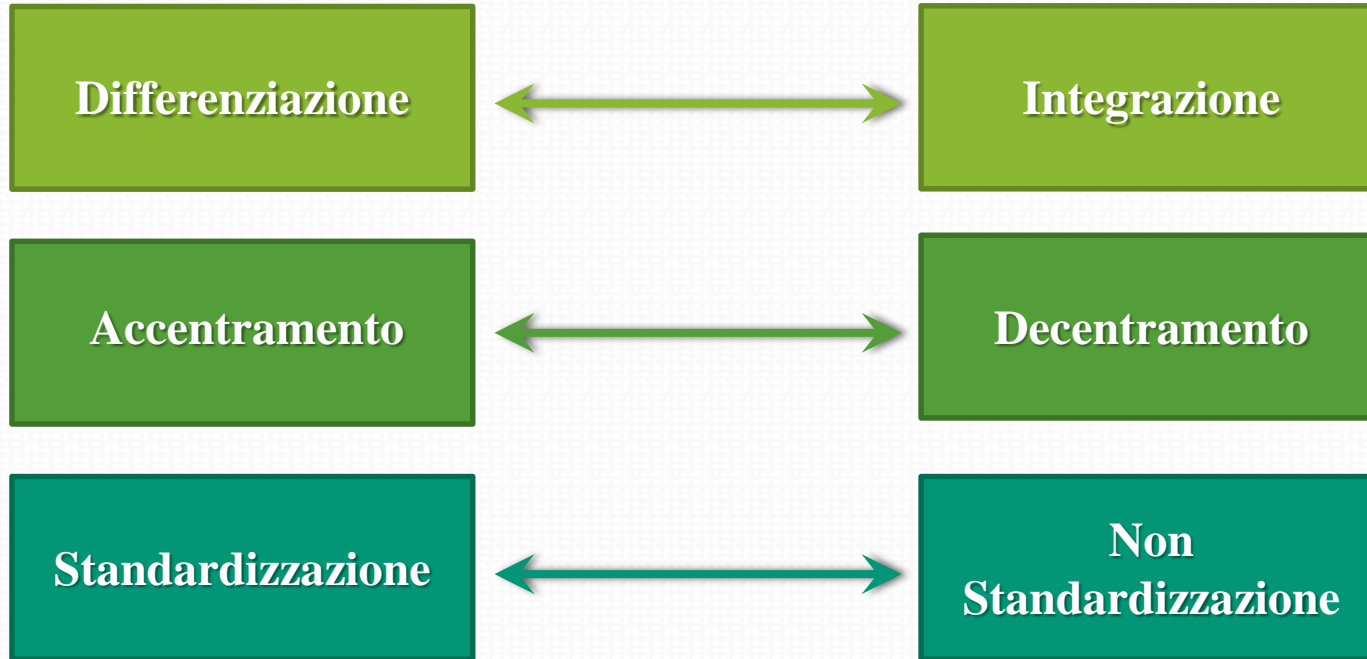 Differenziazione
Integrazione
Accentramento
Decentramento
Standardizzazione
Non
Standardizzazione